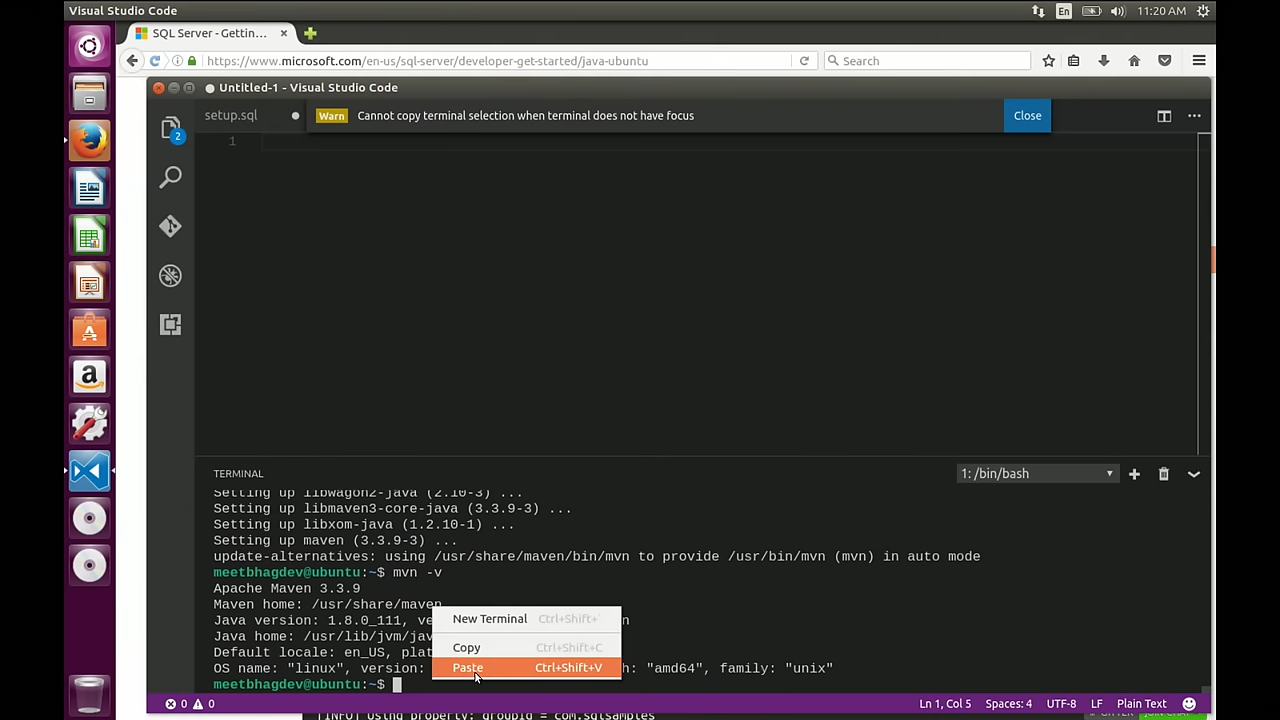 Visual Studio Code
En
11:20 AM
SQL Server - Gettin...
https://www.microsoft.com/en-us/sql-server/developer-get-started/java-ubuntu
Search
Untitled-1 - Visual Studio Code
setup.sql
Warn
Cannot copy terminal selection when terminal does not have focus
Close
2
1
TERMINAL
1: /bin/bash
Setting up libwagon2-java (2.10-3) ...
Setting up libmaven3-core-java (3.3.9-3) ...
Setting up libxom-java (1.2.10-1) ...
Setting up maven (3.3.9-3) ...
update-alternatives: using /usr/share/maven/bin/mvn to provide /usr/bin/mvn (mvn) in auto mode
meetbhagdev@ubuntu:~$ mvn -v
Apache Maven 3.3.9
Maven home: /usr/share/maven
Java version: 1.8.0_111, ve n
Java home: /usr/lib/jvm/jav
Default locale: en_US, plat
OS name: "linux", version: h: "amd64", family: "unix"
meetbhagdev@ubuntu:~$
New Terminal Ctrl+Shift+`
Copy Ctrl+Shift+C
Paste Ctrl+Shift+V
0 0
Ln 1, Col 5
Spaces: 4
UTF-8
LF
Plain Text
[INFO] Using property: groupId = com.sqlsamples